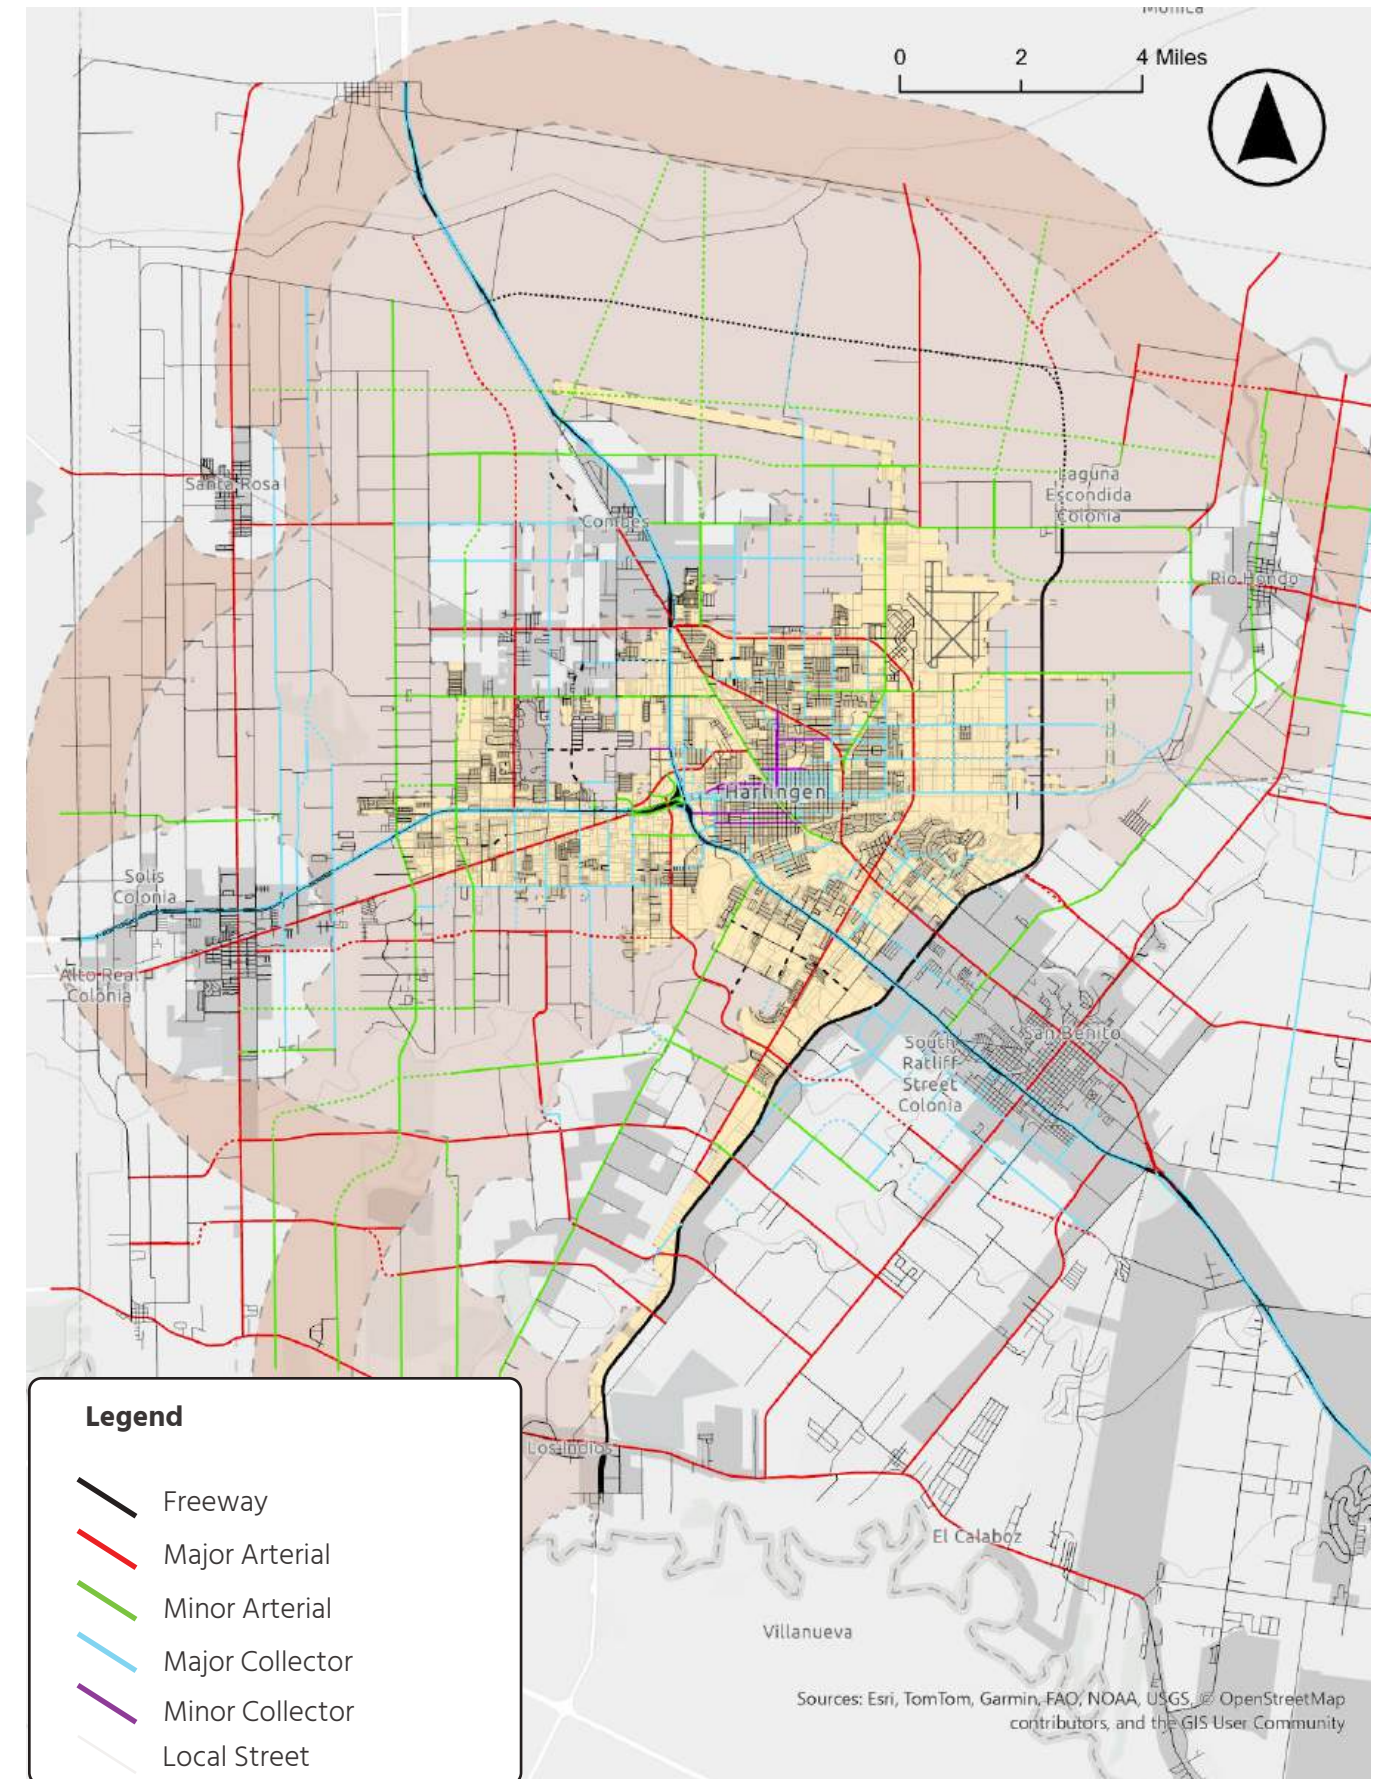 Monica
0 2 4 Miles
Santa Rosa
Combes
Laguna
Escondida
Colonia
Rio Hondo
Harlingen
Solis
Colonia
Alto Real
Colonia
San Benito
South
Ratliff
Street
Colonia
Legend
Freeway
Major Arterial
Minor Arterial
Major Collector
Minor Collector
Local Street
Los Indios
El Calaboz
Villanueva
Sources: Esri, TomTom, Garmin, FAO, NOAA, USGS, © OpenStreetMap
contributors, and the GIS User Community